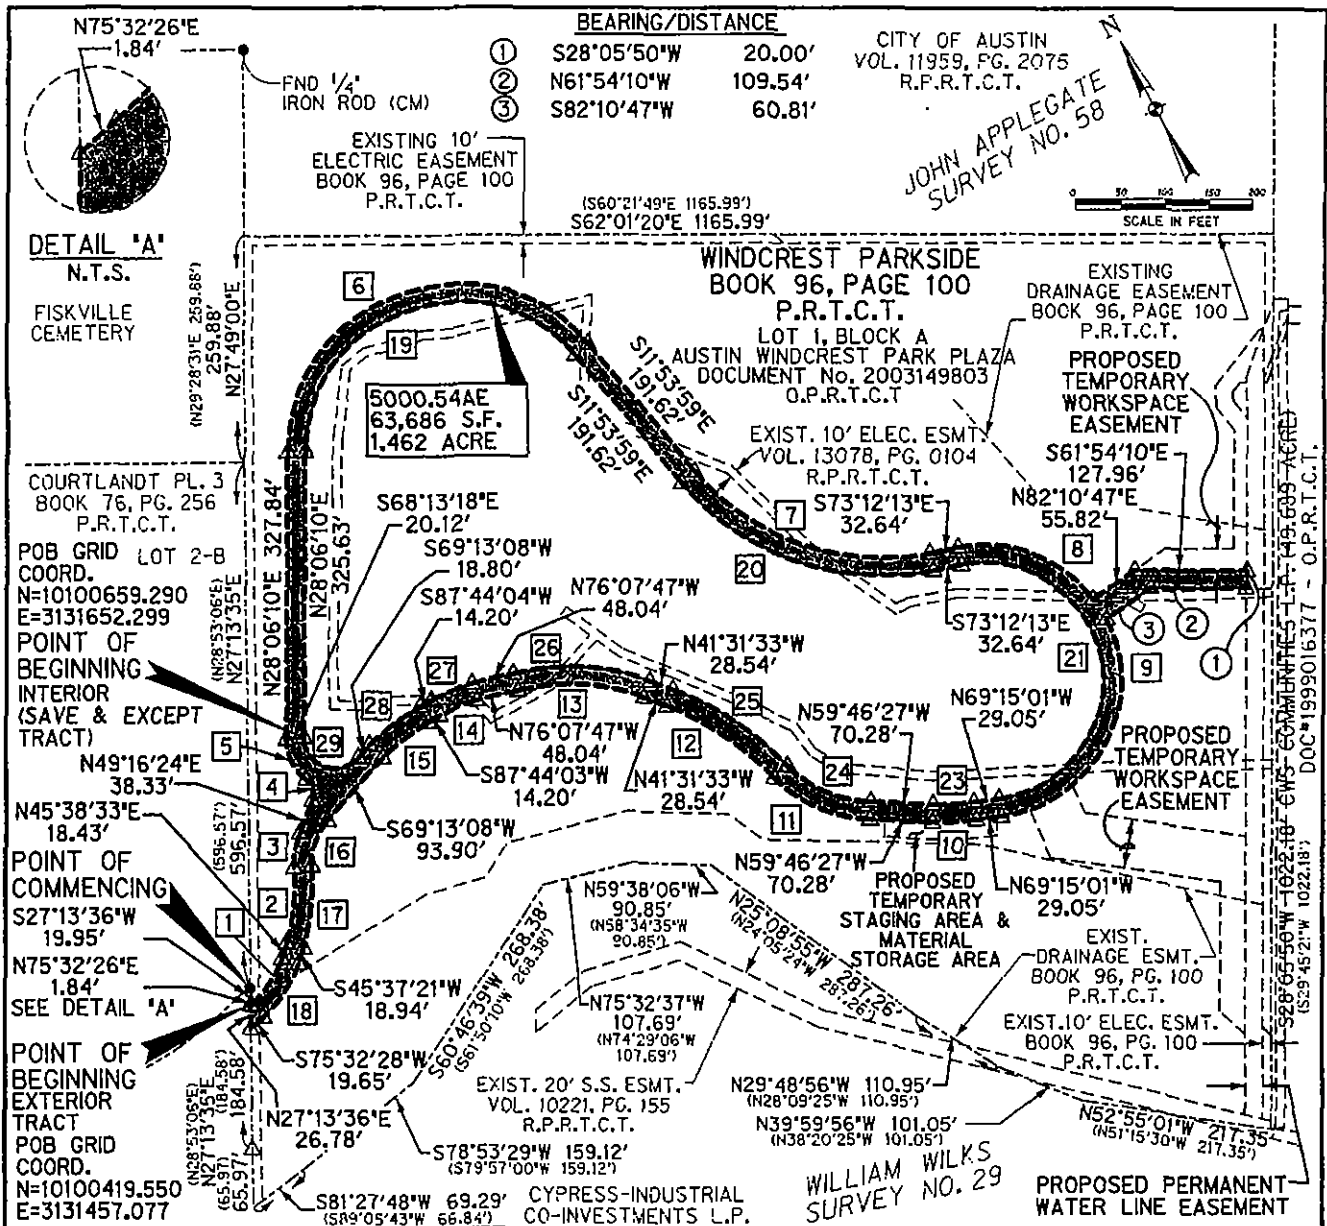 N75°32'26"E
1.84'
FND 1/4"
IRON ROD (CM)
DETAIL "A"
N.T.S.
FISKVILLE
CEMETERY
BEARING/DISTANCE
1 S28°05'50"W 20.00'
2 N61°54'10"W 109.54'
3 S82°10'47"W 60.81'
CITY OF AUSTIN
VOL. 11959, PG. 2075
R.P.R.T.C.T.
JOHN APPLEGATE
SURVEY NO. 58
N
0 50 100 150 200
SCALE IN FEET
EXISTING 10'
ELECTRIC EASEMENT
BOOK 96, PAGE 100
P.R.T.C.T.
(S60°21'49"E 1165.99')
S62°01'20"E 1165.99'
WINDCREST PARKSIDE
BOOK 96, PAGE 100
P.R.T.C.T.
LOT 1, BLOCK A
AUSTIN WINDCREST PARK PLAZA
DOCUMENT No. 2003149803
O.P.R.T.C.T
EXISTING
DRAINAGE EASEMENT
BOOK 96, PAGE 100
P.R.T.C.T.
PROPOSED
TEMPORARY
WORKSPACE
EASEMENT
(N29°28'31"E 259.88')
259.88'
N27°49'00"E
6
19
5000.54AE
63,686 S.F.
1.462 ACRE
S11°53'59"E
191.62'
S11°53'59"E
191.62'
EXIST. 10' ELEC. ESMT.
VOL. 13078, PG. 0104
R.P.R.T.C.T.
S61°54'10"E
127.96'
N82°10'47"E
55.82'
S73°12'13"E
32.64'
7
20
8
S73°12'13"E
32.64'
3
2
1
21
9
COURTLANDT PL. 3
BOOK 76, PG. 256
P.R.T.C.T.
LOT 2-B
POB GRID
COORD.
N=10100659.290
E=3131652.299
POINT OF
BEGINNING
INTERIOR
(SAVE & EXCEPT
TRACT)
(N28°53'06"E)
N27°13'35"E
N28°06'10"E 327.84'
N28°06'10"E
325.63'
S68°13'18"E
20.12'
S69°13'08"W
18.80'
S87°44'04"W
14.20'
N76°07'47"W
48.04'
N41°31'33"W
28.54'
27
26
28
14
13
25
N76°07'47"W
48.04'
12
N59°46'27"W
70.28'
N69°15'01"W
29.05'
PROPOSED
TEMPORARY
WORKSPACE
EASEMENT
5
29
15
S87°44'03"W
14.20'
N41°31'33"W
28.54'
24
23
N49°16'24"E
38.33'
4
N45°38'33"E
18.43'
3
16
S69°13'08"W
93.90'
11
10
N59°46'27"W
70.28'
PROPOSED
TEMPORARY
STAGING AREA &
MATERIAL
STORAGE AREA
N69°15'01"W
29.05'
POINT OF
COMMENCING
(596.57')
596.57'
2
1
17
S27°13'36"W
19.95'
N75°32'26"E
1.84'
SEE DETAIL "A"
S45°37'21"W
18.94'
18
S60°46'39"W 268.38'
(S61°50'10"W 268.38')
N59°38'06"W
90.85'
(N58°34'35"W
90.85')
N25°08'55"W 287.26'
(N24°05'24"W
287.26')
EXIST.
DRAINAGE ESMT.
BOOK 96, PG. 100
P.R.T.C.T.
N75°32'37"W
107.69'
(N74°29'06"W
107.69')
EXIST.10' ELEC. ESMT.
BOOK 96, PG. 100
P.R.T.C.T.
POINT OF
BEGINNING
EXTERIOR
TRACT
POB GRID
COORD.
N=10100419.550
E=3131457.077
S75°32'28"W
19.65'
N27°13'36"E
26.78'
(N28°53'06"E)
N27°13'35"E
(184.58')
184.58'
(65.97')
65.97'
EXIST. 20' S.S. ESMT.
VOL. 10221, PG. 155
R.P.R.T.C.T.
S78°53'29"W 159.12'
(S79°57'00"W 159.12')
S81°27'48"W 69.29'
(S89°05'43"W 66.84')
CYPRESS-INDUSTRIAL
CO-INVESTMENTS L.P.
N29°48'56"W 110.95'
(N28°09'25"W 110.95')
N39°59'56"W 101.05'
(N38°20'25"W 101.05')
WILLIAM WILKS
SURVEY NO. 29
N52°55'01"W 217.35'
(N51°15'30"W 217.35')
PROPOSED PERMANENT
WATER LINE EASEMENT
1022.18'
(S29°45'21"W 1022.18')
CWS COMMUNITIES
DOC#1999016377 - O.P.R.T.C.T.